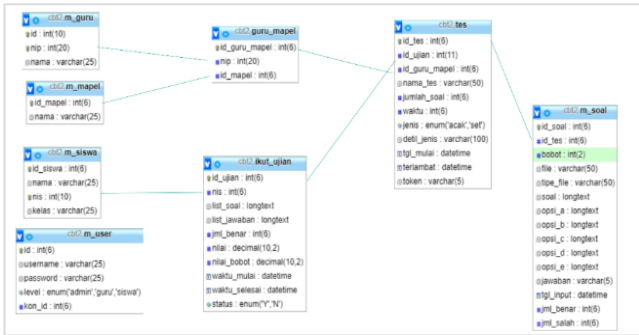 cbt2.m_guru
id : int(10)
nip : int(20)
nama : varchar(25)
cbt2.m_mapel
id_mapel : int(6)
nama : varchar(25)
cbt2.m_siswa
id_siswa : int(6)
nama : varchar(25)
nis : int(10)
kelas : varchar(25)
cbt2.m_user
id : int(6)
username : varchar(25)
password : varchar(25)
level : enum('admin','guru','siswa')
kon_id : int(6)
cbt2.guru_mapel
id_guru_mapel : int(6)
nip : int(20)
id_mapel : int(6)
cbt2.ikut_ujian
id_ujian : int(6)
nis : int(6)
list_soal : longtext
list_jawaban : longtext
jml_benar : int(6)
nilai : decimal(10,2)
nilai_bobot : decimal(10,2)
waktu_mulai : datetime
waktu_selesai : datetime
status : enum('Y','N')
cbt2.tes
id_tes : int(6)
id_ujian : int(11)
id_guru_mapel : int(6)
nama_tes : varchar(50)
jumlah_soal : int(6)
waktu : int(6)
jenis : enum('acak','set')
detil_jenis : varchar(100)
tgl_mulai : datetime
terlambat : datetime
token : varchar(5)
cbt2.m_soal
id_soal : int(6)
id_tes : int(6)
bobot : int(2)
file : varchar(50)
tipe_file : varchar(50)
soal : longtext
opsi_a : longtext
opsi_b : longtext
opsi_c : longtext
opsi_d : longtext
opsi_e : longtext
jawaban : varchar(5)
tgl_input : datetime
jml_benar : int(6)
jml_salah : int(6)